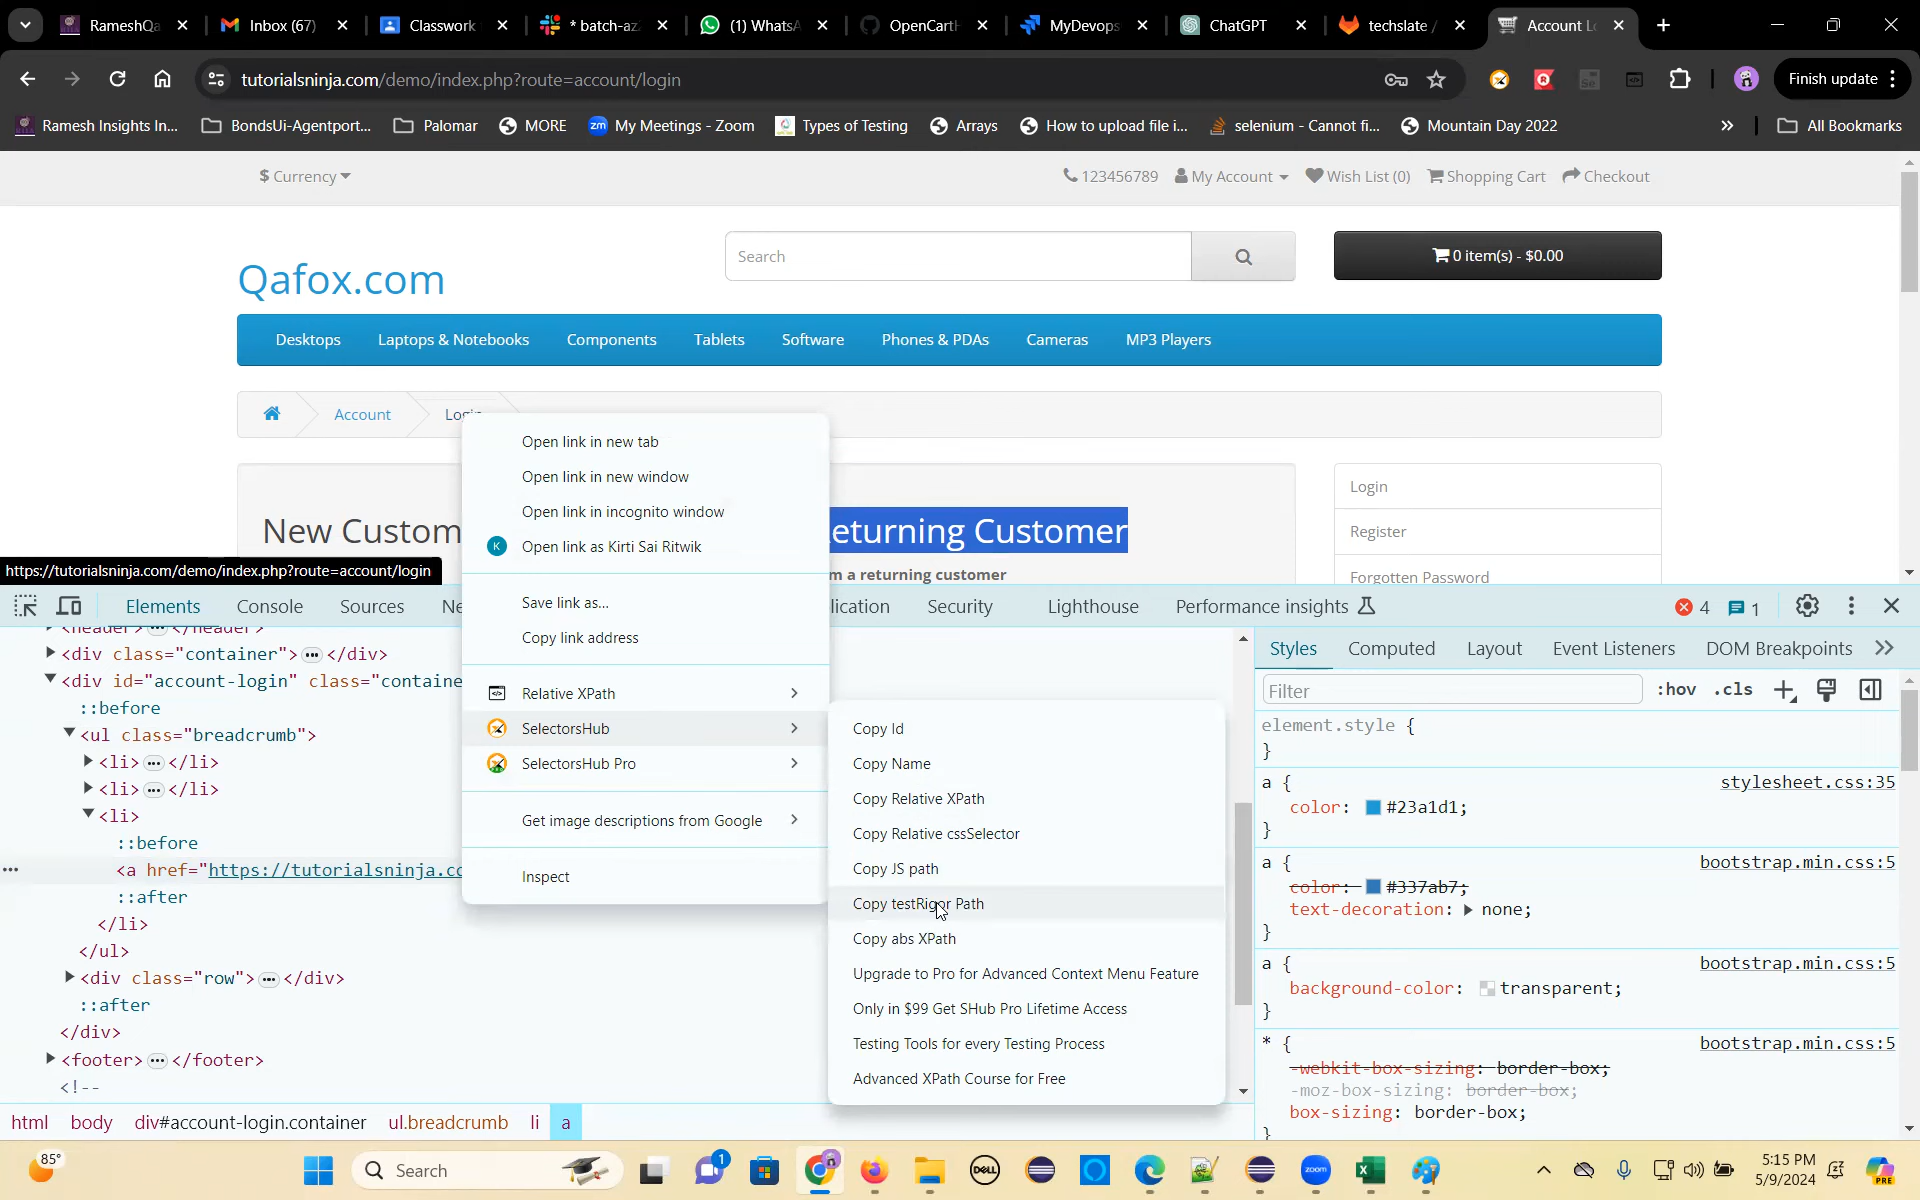 RameshQa
Inbox (67)
Classwork
* batch-az
(1) WhatsA
OpenCart
MyDevops
ChatGPT
techslate /
Account Lo
tutorialsninja.com/demo/index.php?route=account/login
Finish update
Ramesh Insights In...
BondsUi-Agentport...
Palomar
MORE
zm My Meetings - Zoom
Types of Testing
Arrays
How to upload file i...
selenium - Cannot fi...
Mountain Day 2022
All Bookmarks
$ Currency
123456789
My Account
Wish List (0)
Shopping Cart
Checkout
Qafox.com
Search
0 item(s) - $0.00
Desktops
Laptops & Notebooks
Components
Tablets
Software
Phones & PDAs
Cameras
MP3 Players
Account
Login
New Custom
eturning Customer
m a returning customer
Login
Register
Forgotten Password
https://tutorialsninja.com/demo/index.php?route=account/login
Open link in new tab
Open link in new window
Open link in incognito window
K Open link as Kirti Sai Ritwik
Save link as...
Copy link address
Relative XPath
SelectorsHub
SelectorsHub Pro
Get image descriptions from Google
Inspect
Copy Id
Copy Name
Copy Relative XPath
Copy Relative cssSelector
Copy JS path
Copy testRigor Path
Copy abs XPath
Upgrade to Pro for Advanced Context Menu Feature
Only in $99 Get SHub Pro Lifetime Access
Testing Tools for every Testing Process
Advanced XPath Course for Free
Elements
Console
Sources
Ne
lication
Security
Lighthouse
Performance insights
4
1
<header> ... </header>
<div class="container"> ... </div>
<div id="account-login" class="containe
::before
<ul class="breadcrumb">
<li> ... </li>
<li> ... </li>
<li>
::before
<a href="https://tutorialsninja.co
::after
</li>
</ul>
<div class="row"> ... </div>
::after
</div>
<footer> ... </footer>
<!--
html
body
div#account-login.container
ul.breadcrumb
li
a
Styles
Computed
Layout
Event Listeners
DOM Breakpoints
Filter
:hov
.cls
element.style {
}
a {
stylesheet.css:35
color: #23a1d1;
}
a {
bootstrap.min.css:5
color: #337ab7;
text-decoration: none;
}
a {
bootstrap.min.css:5
background-color: transparent;
}
* {
bootstrap.min.css:5
-webkit-box-sizing: border-box;
-moz-box-sizing: border-box;
box-sizing: border-box;
}
85°
Search
1
DELL
zoom
5:15 PM
5/9/2024
PRE